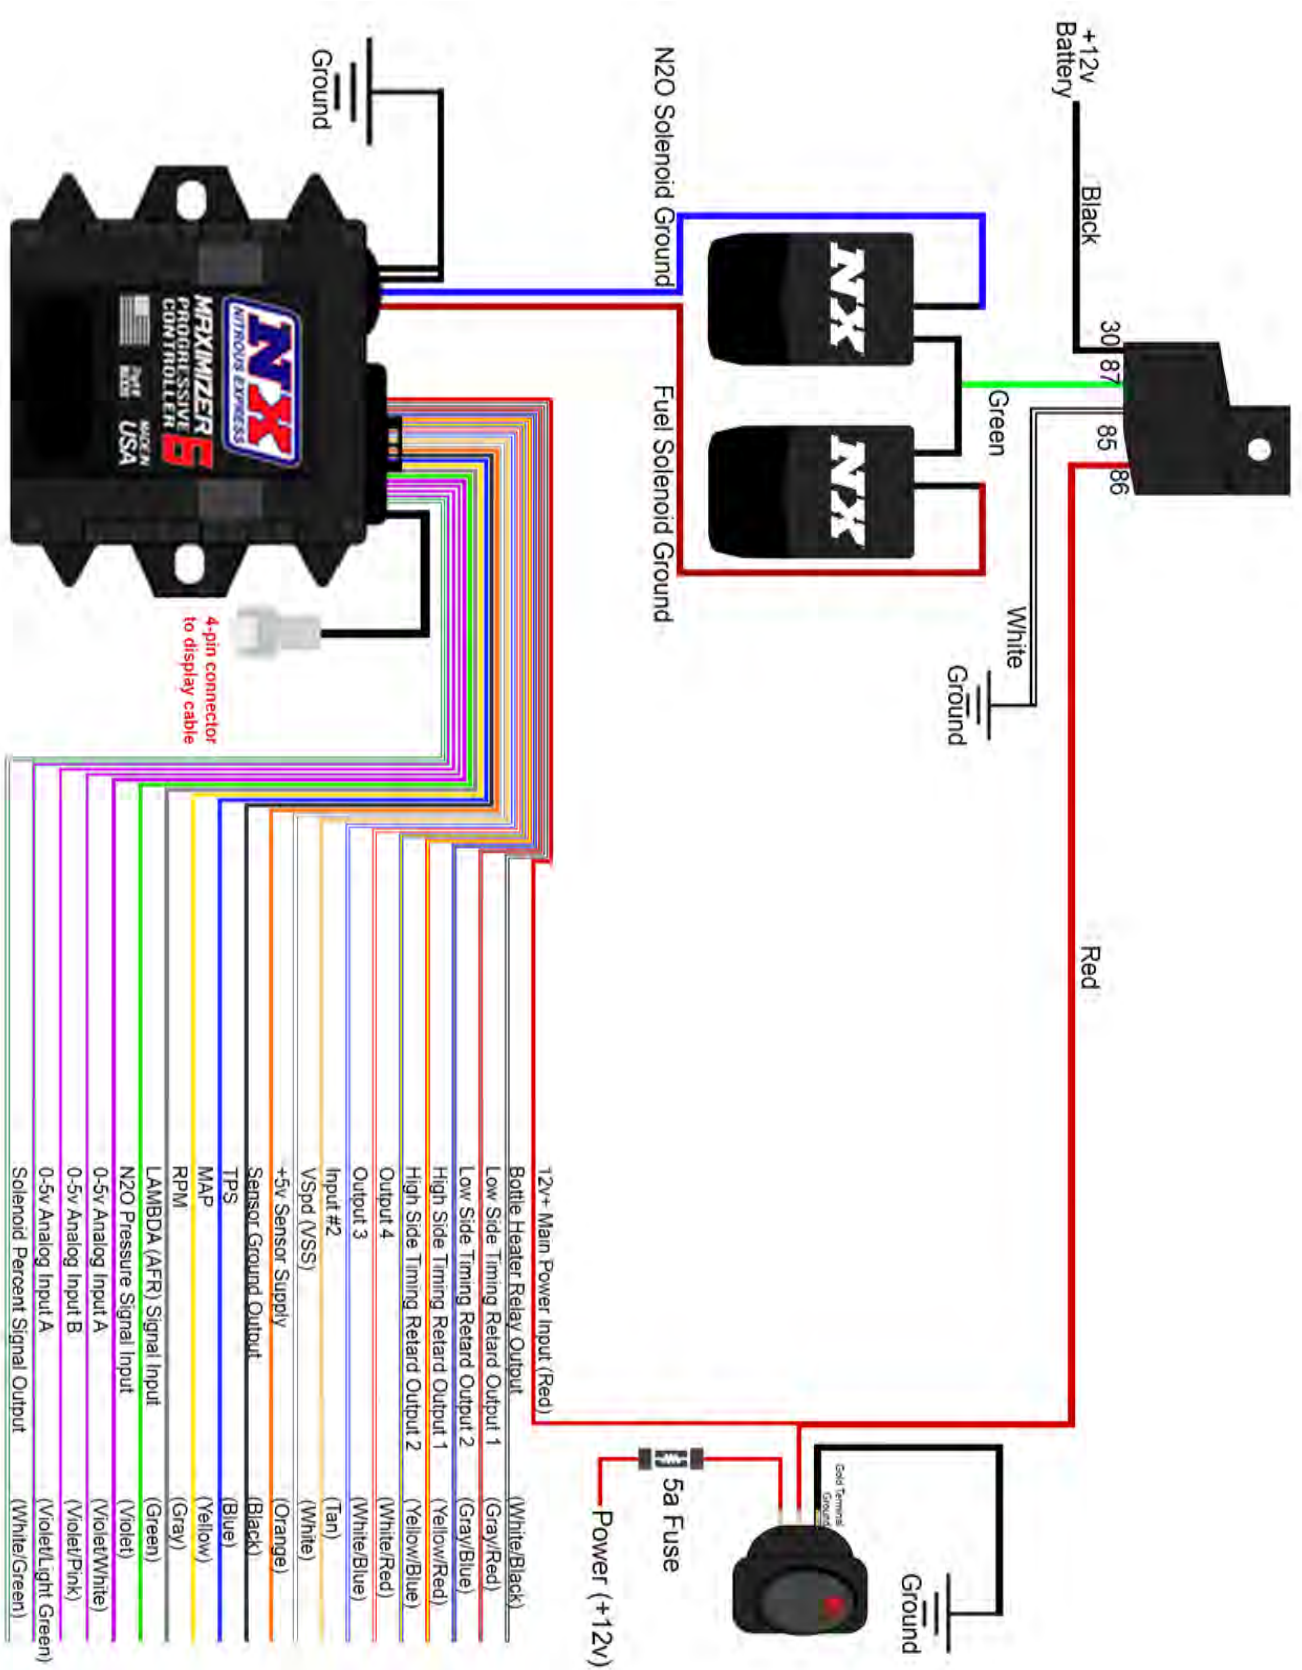 +12v
Battery
Black
30
87
85
86
Red
Green
White
Ground
N2O Solenoid Ground
NX
NX
Fuel Solenoid Ground
Ground
NX
NITROUS EXPRESS
MAXIMIZER 5
PROGRESSIVE
CONTROLLER
MADE IN
USA
4-pin connector
to display cable
12v+ Main Power Input (Red)
Bottle Heater Relay Output (White/Black)
Low Side Timing Retard Output 1 (Gray/Red)
Low Side Timing Retard Output 2 (Gray/Blue)
High Side Timing Retard Output 1 (Yellow/Red)
High Side Timing Retard Output 2 (Yellow/Blue)
Output 4 (White/Red)
Output 3 (White/Blue)
Input #2 (Tan)
VSpd (VSS) (White)
+5v Sensor Supply (Orange)
Sensor Ground Output (Black)
TPS (Blue)
MAP (Yellow)
RPM (Gray)
LAMBDA (AFR) Signal Input (Green)
N2O Pressure Signal Input (Violet)
0-5v Analog Input A (Violet/White)
0-5v Analog Input B (Violet/Pink)
0-5v Analog Input A (Violet/Light Green)
Solenoid Percent Signal Output (White/Green)
Gold Terminal
Ground
Ground
5a Fuse
Power (+12v)